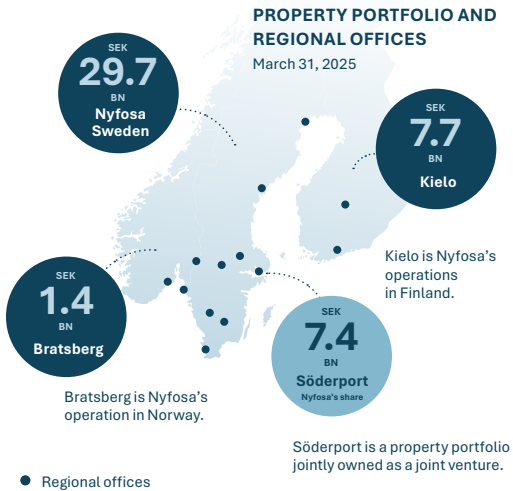 PROPERTY PORTFOLIO AND
REGIONAL OFFICES
March 31, 2025
SEK
29.7
BN
Nyfosa
Sweden
SEK
7.7
BN
Kielo
Kielo is Nyfosa's
operations
in Finland.
SEK
1.4
BN
Bratsberg
Bratsberg is Nyfosa's
operation in Norway.
SEK
7.4
BN
Söderport
Nyfosa's share
Söderport is a property portfolio
jointly owned as a joint venture.
Regional offices